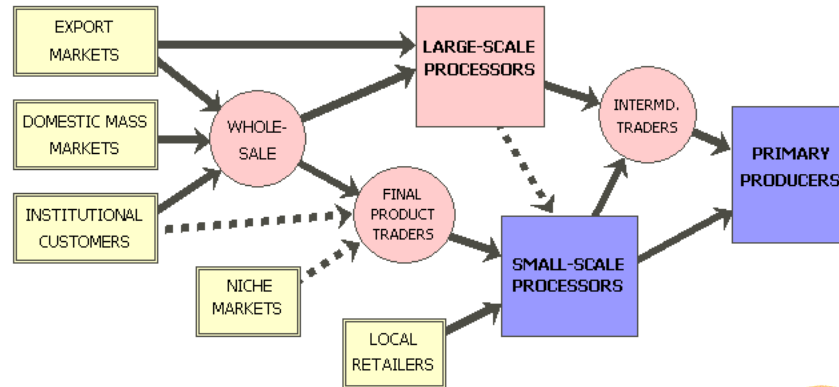 EXPORT
MARKETS
LARGE-SCALE
PROCESSORS
DOMESTIC MASS
MARKETS
WHOLE-
SALE
INTERMD.
TRADERS
PRIMARY
PRODUCERS
INSTITUTIONAL
CUSTOMERS
FINAL
PRODUCT
TRADERS
NICHE
MARKETS
SMALL-SCALE
PROCESSORS
LOCAL
RETAILERS